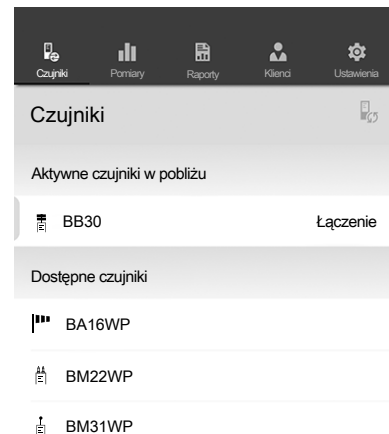 Czujniki Pomiary Raporty Klienci Ustawienia
Czujniki
Aktywne czujniki w pobliżu
BB30 Łączenie
Dostępne czujniki
BA16WP
BM22WP
BM31WP